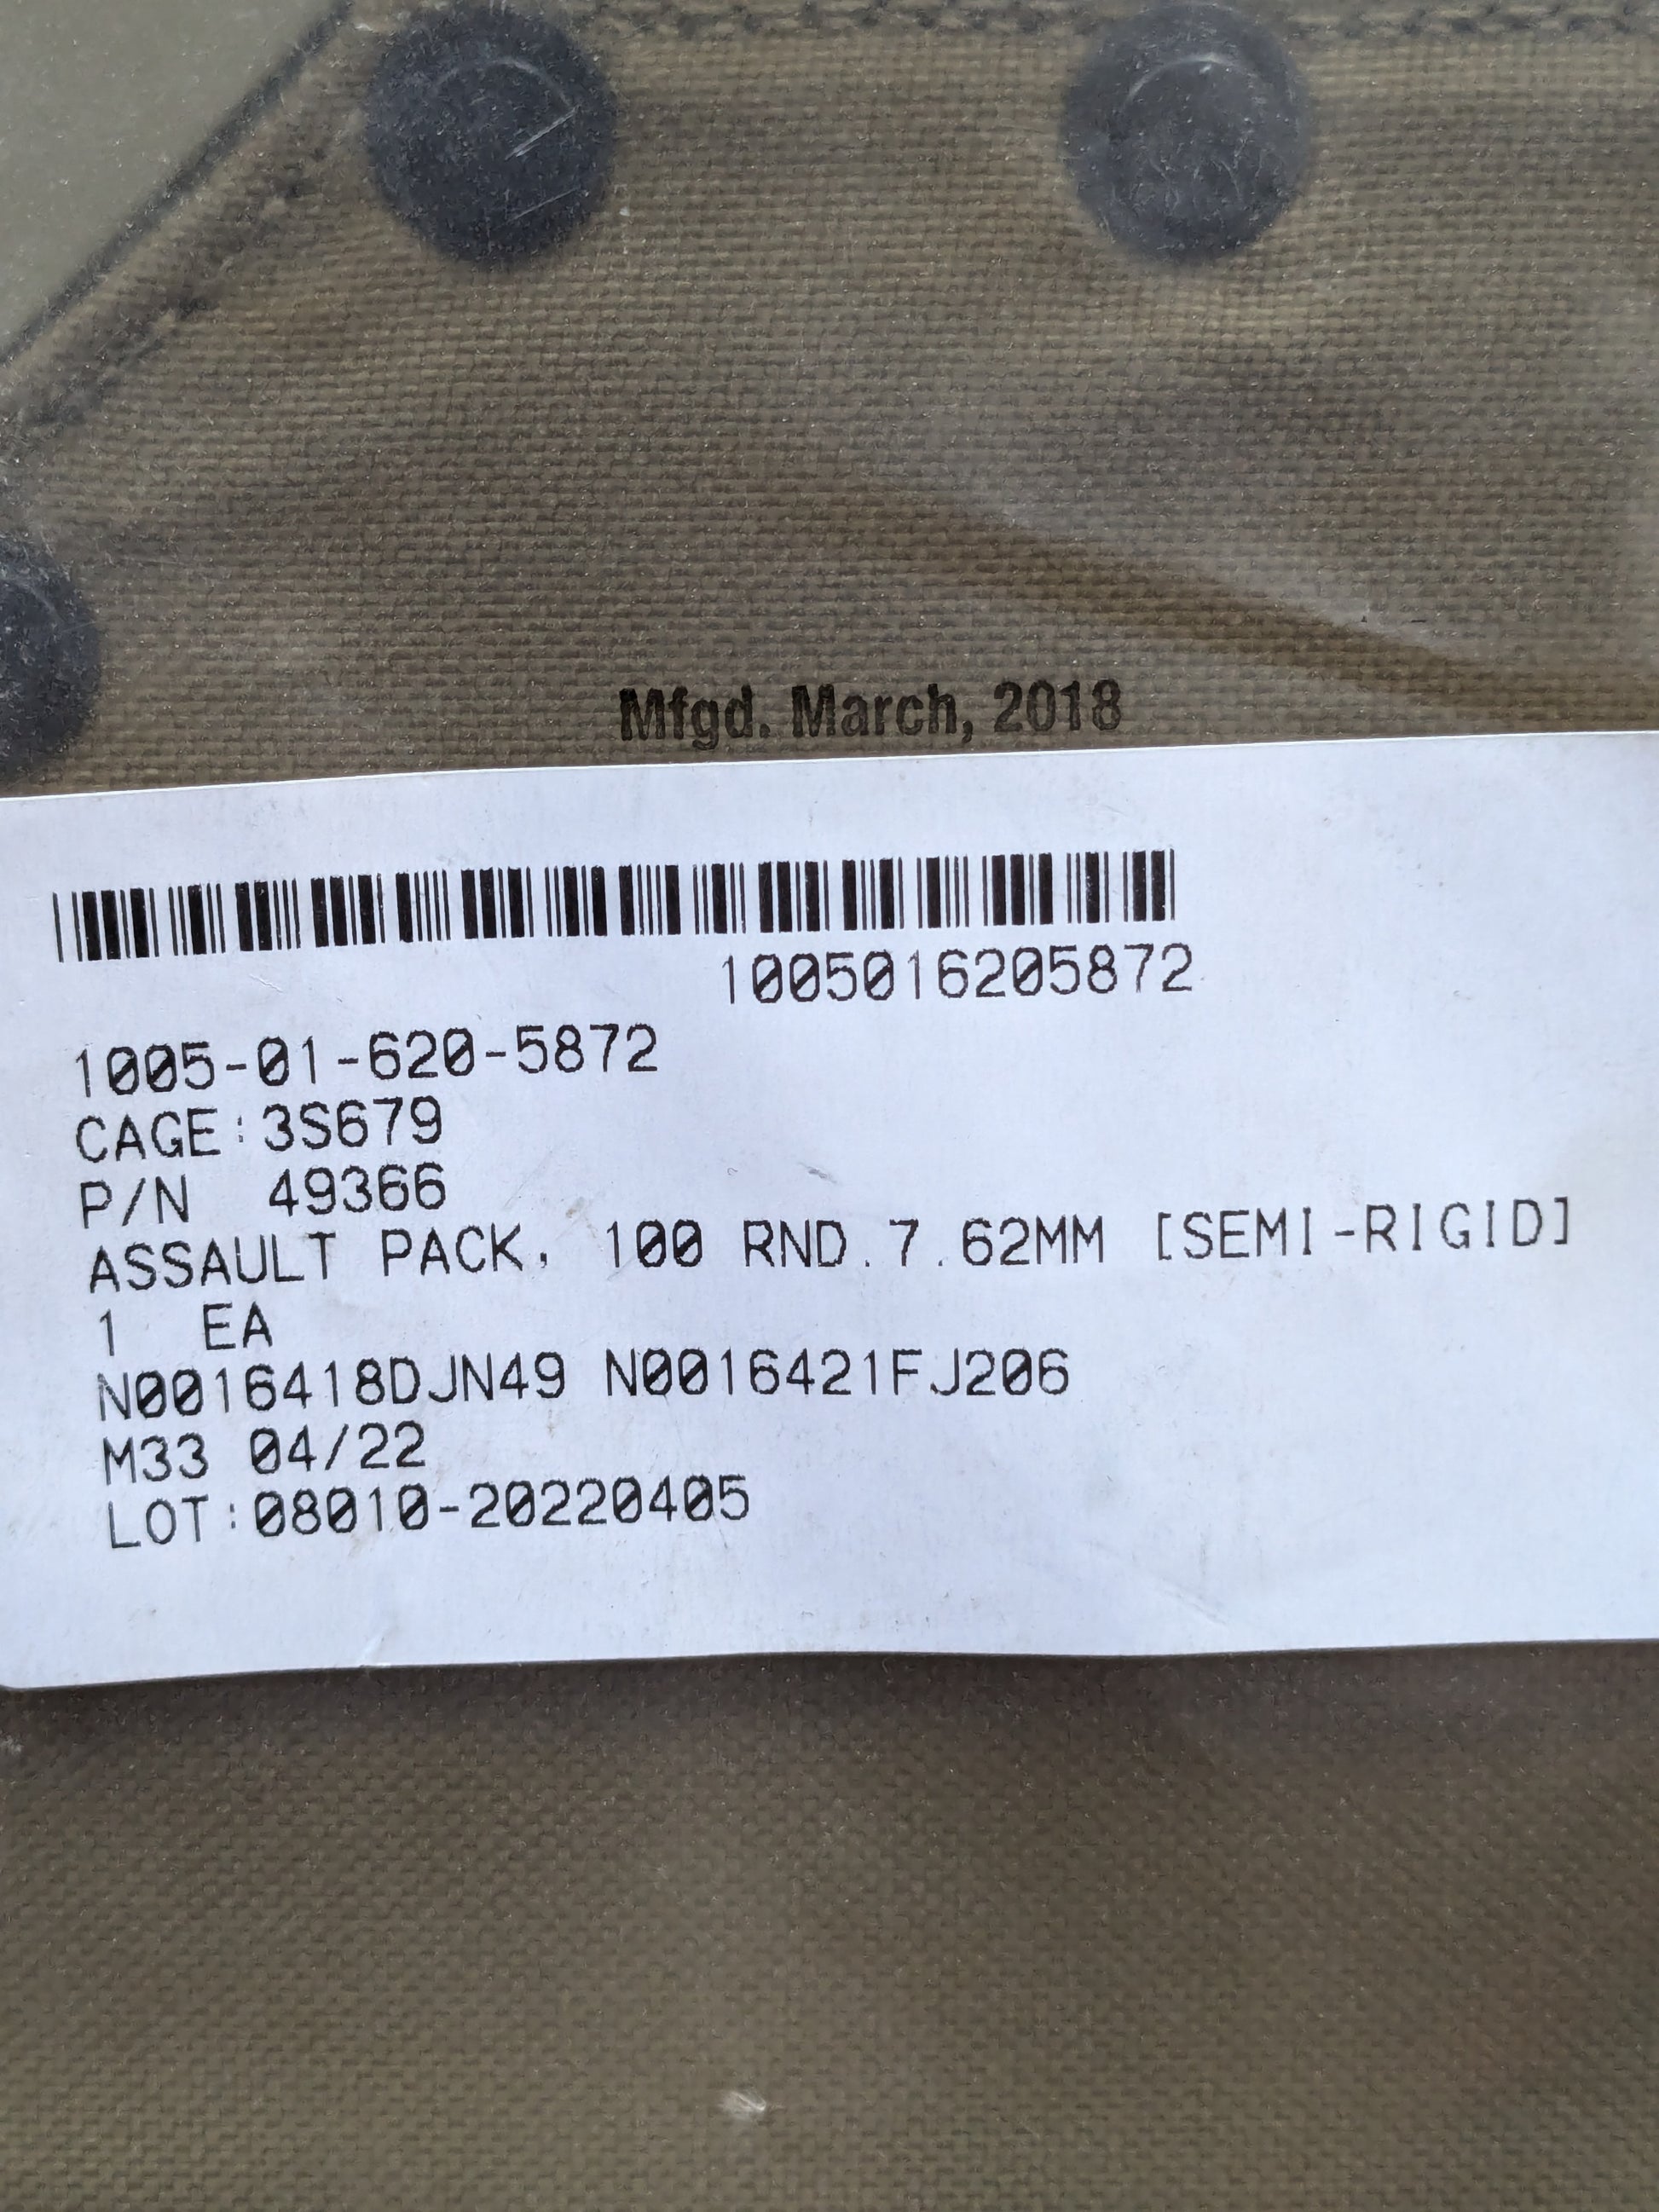 Mfgd. March, 2018
1005016205872
1005-01-620-5872
CAGE:3S679
P/N 49366
ASSAULT PACK, 100 RND.7.62MM [SEMI-RIGID]
1 EA
N0016418DJN49 N0016421FJ206
M33 04/22
LOT:08010-20220405